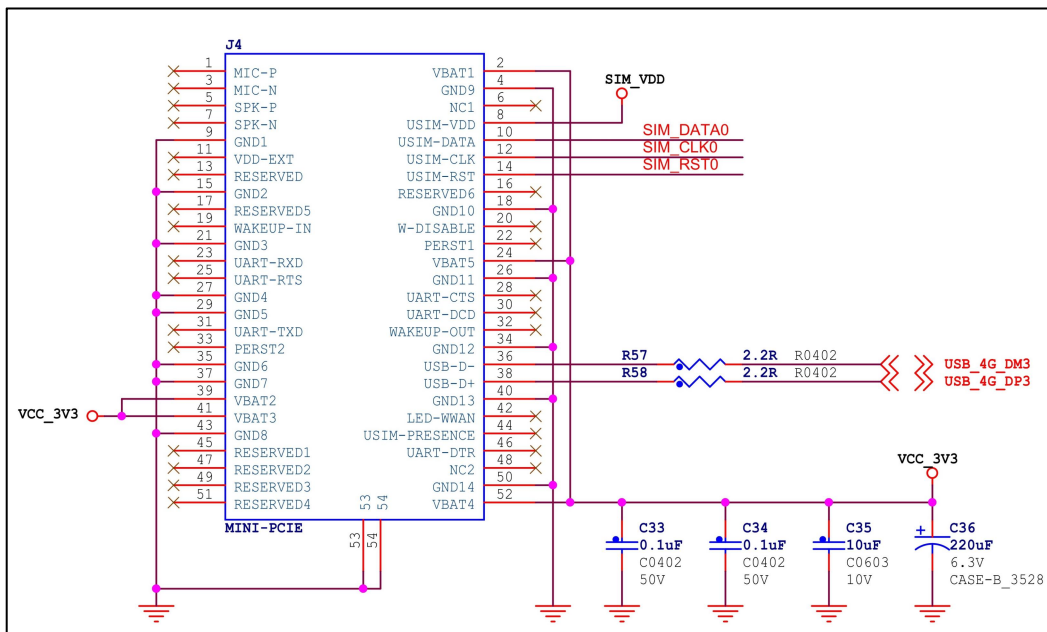 J4
1 MIC-P VBAT1 2
3 MIC-N GND9 4
5 SPK-P NC1 6
7 SPK-N USIM-VDD 8
9 GND1 USIM-DATA 10
11 VDD-EXT USIM-CLK 12
13 RESERVED USIM-RST 14
15 GND2 RESERVED6 16
17 RESERVED5 GND10 18
19 WAKEUP-IN W-DISABLE 20
21 GND3 PERST1 22
23 UART-RXD VBAT5 24
25 UART-RTS GND11 26
27 GND4 UART-CTS 28
29 GND5 UART-DCD 30
31 UART-TXD WAKEUP-OUT 32
33 PERST2 GND12 34
35 GND6 USB-D- 36
37 GND7 USB-D+ 38
39 VBAT2 GND13 40
41 VBAT3 LED-WWAN 42
43 GND8 USIM-PRESENCE 44
45 RESERVED1 UART-DTR 46
47 RESERVED2 NC2 48
49 RESERVED3 GND14 50
51 RESERVED4 VBAT4 52
53 54
MINI-PCIE
53 54
VCC_3V3
SIM_VDD
SIM_DATA0
SIM_CLK0
SIM_RST0
R57 2.2R R0402 USB_4G_DM3
R58 2.2R R0402 USB_4G_DP3
VCC_3V3
C33 C34 C35 + C36
0.1uF 0.1uF 10uF 220uF
C0402 C0402 C0603 6.3V
50V 50V 10V CASE-B_3528